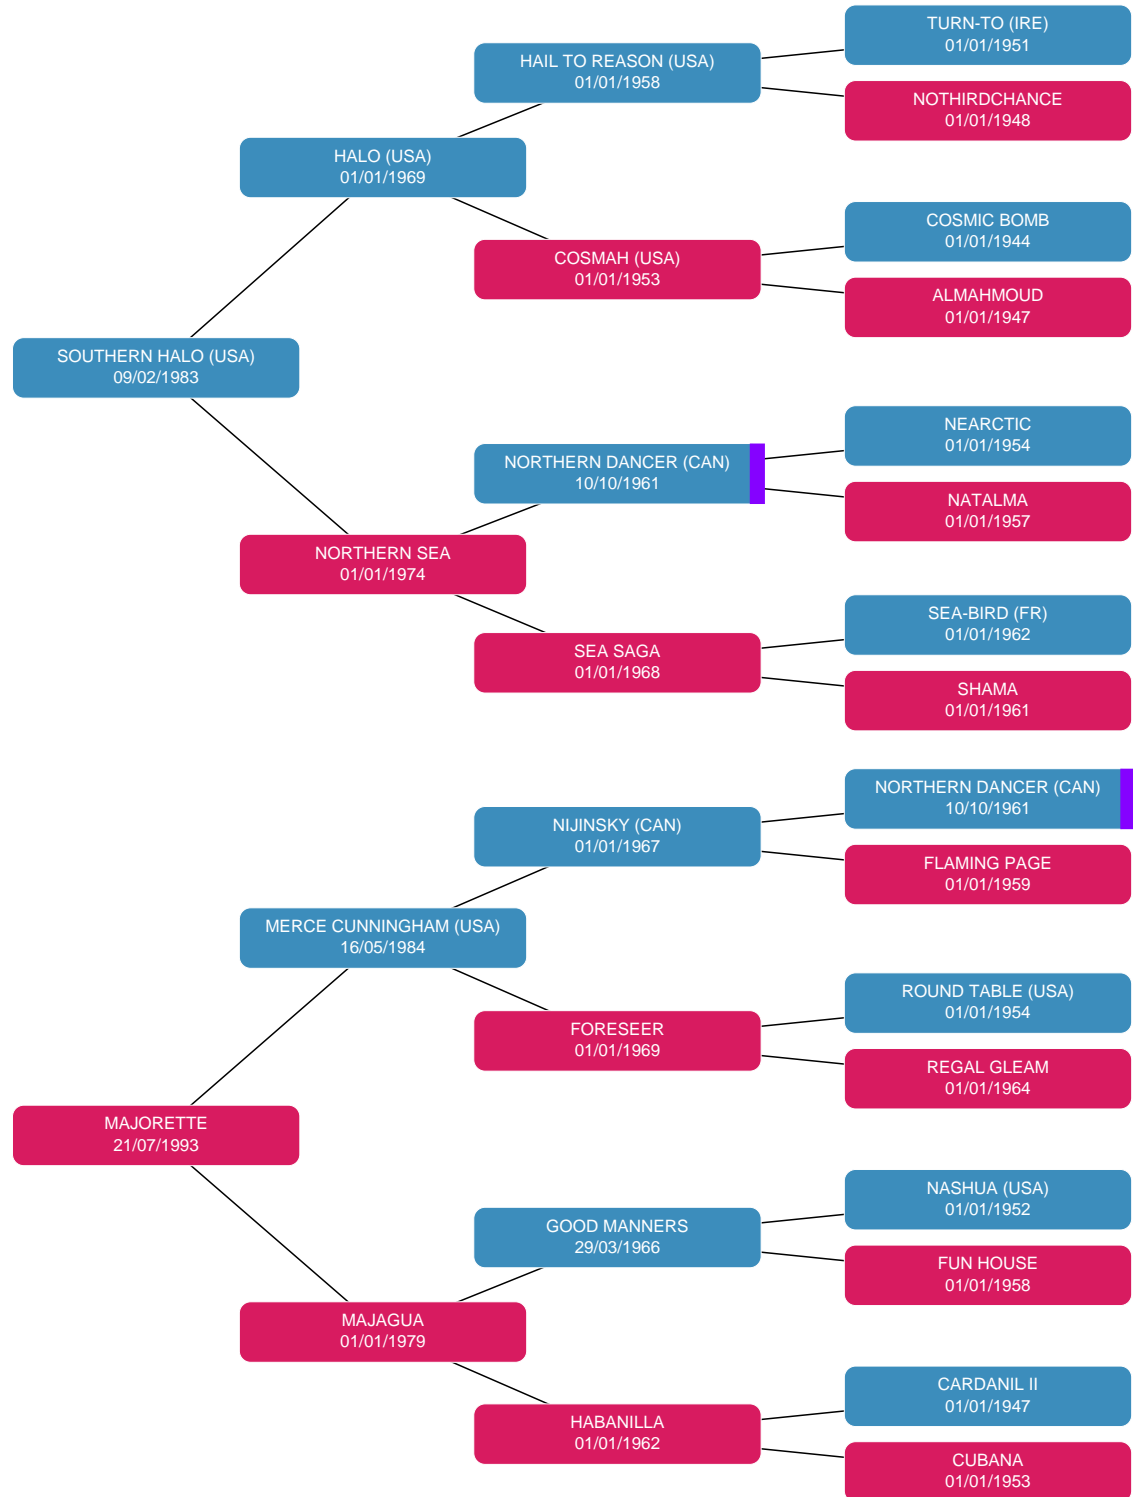 TURN-TO (IRE)
01/01/1951
HAIL TO REASON (USA)
01/01/1958
NOTHIRDCHANCE
01/01/1948
HALO (USA)
01/01/1969
COSMIC BOMB
01/01/1944
COSMAH (USA)
01/01/1953
ALMAHMOUD
01/01/1947
SOUTHERN HALO (USA)
09/02/1983
NEARCTIC
01/01/1954
NORTHERN DANCER (CAN)
10/10/1961
NATALMA
01/01/1957
NORTHERN SEA
01/01/1974
SEA-BIRD (FR)
01/01/1962
SEA SAGA
01/01/1968
SHAMA
01/01/1961
NORTHERN DANCER (CAN)
10/10/1961
NIJINSKY (CAN)
01/01/1967
FLAMING PAGE
01/01/1959
MERCE CUNNINGHAM (USA)
16/05/1984
ROUND TABLE (USA)
01/01/1954
FORESEER
01/01/1969
REGAL GLEAM
01/01/1964
MAJORETTE
21/07/1993
NASHUA (USA)
01/01/1952
GOOD MANNERS
29/03/1966
FUN HOUSE
01/01/1958
MAJAGUA
01/01/1979
CARDANIL II
01/01/1947
HABANILLA
01/01/1962
CUBANA
01/01/1953